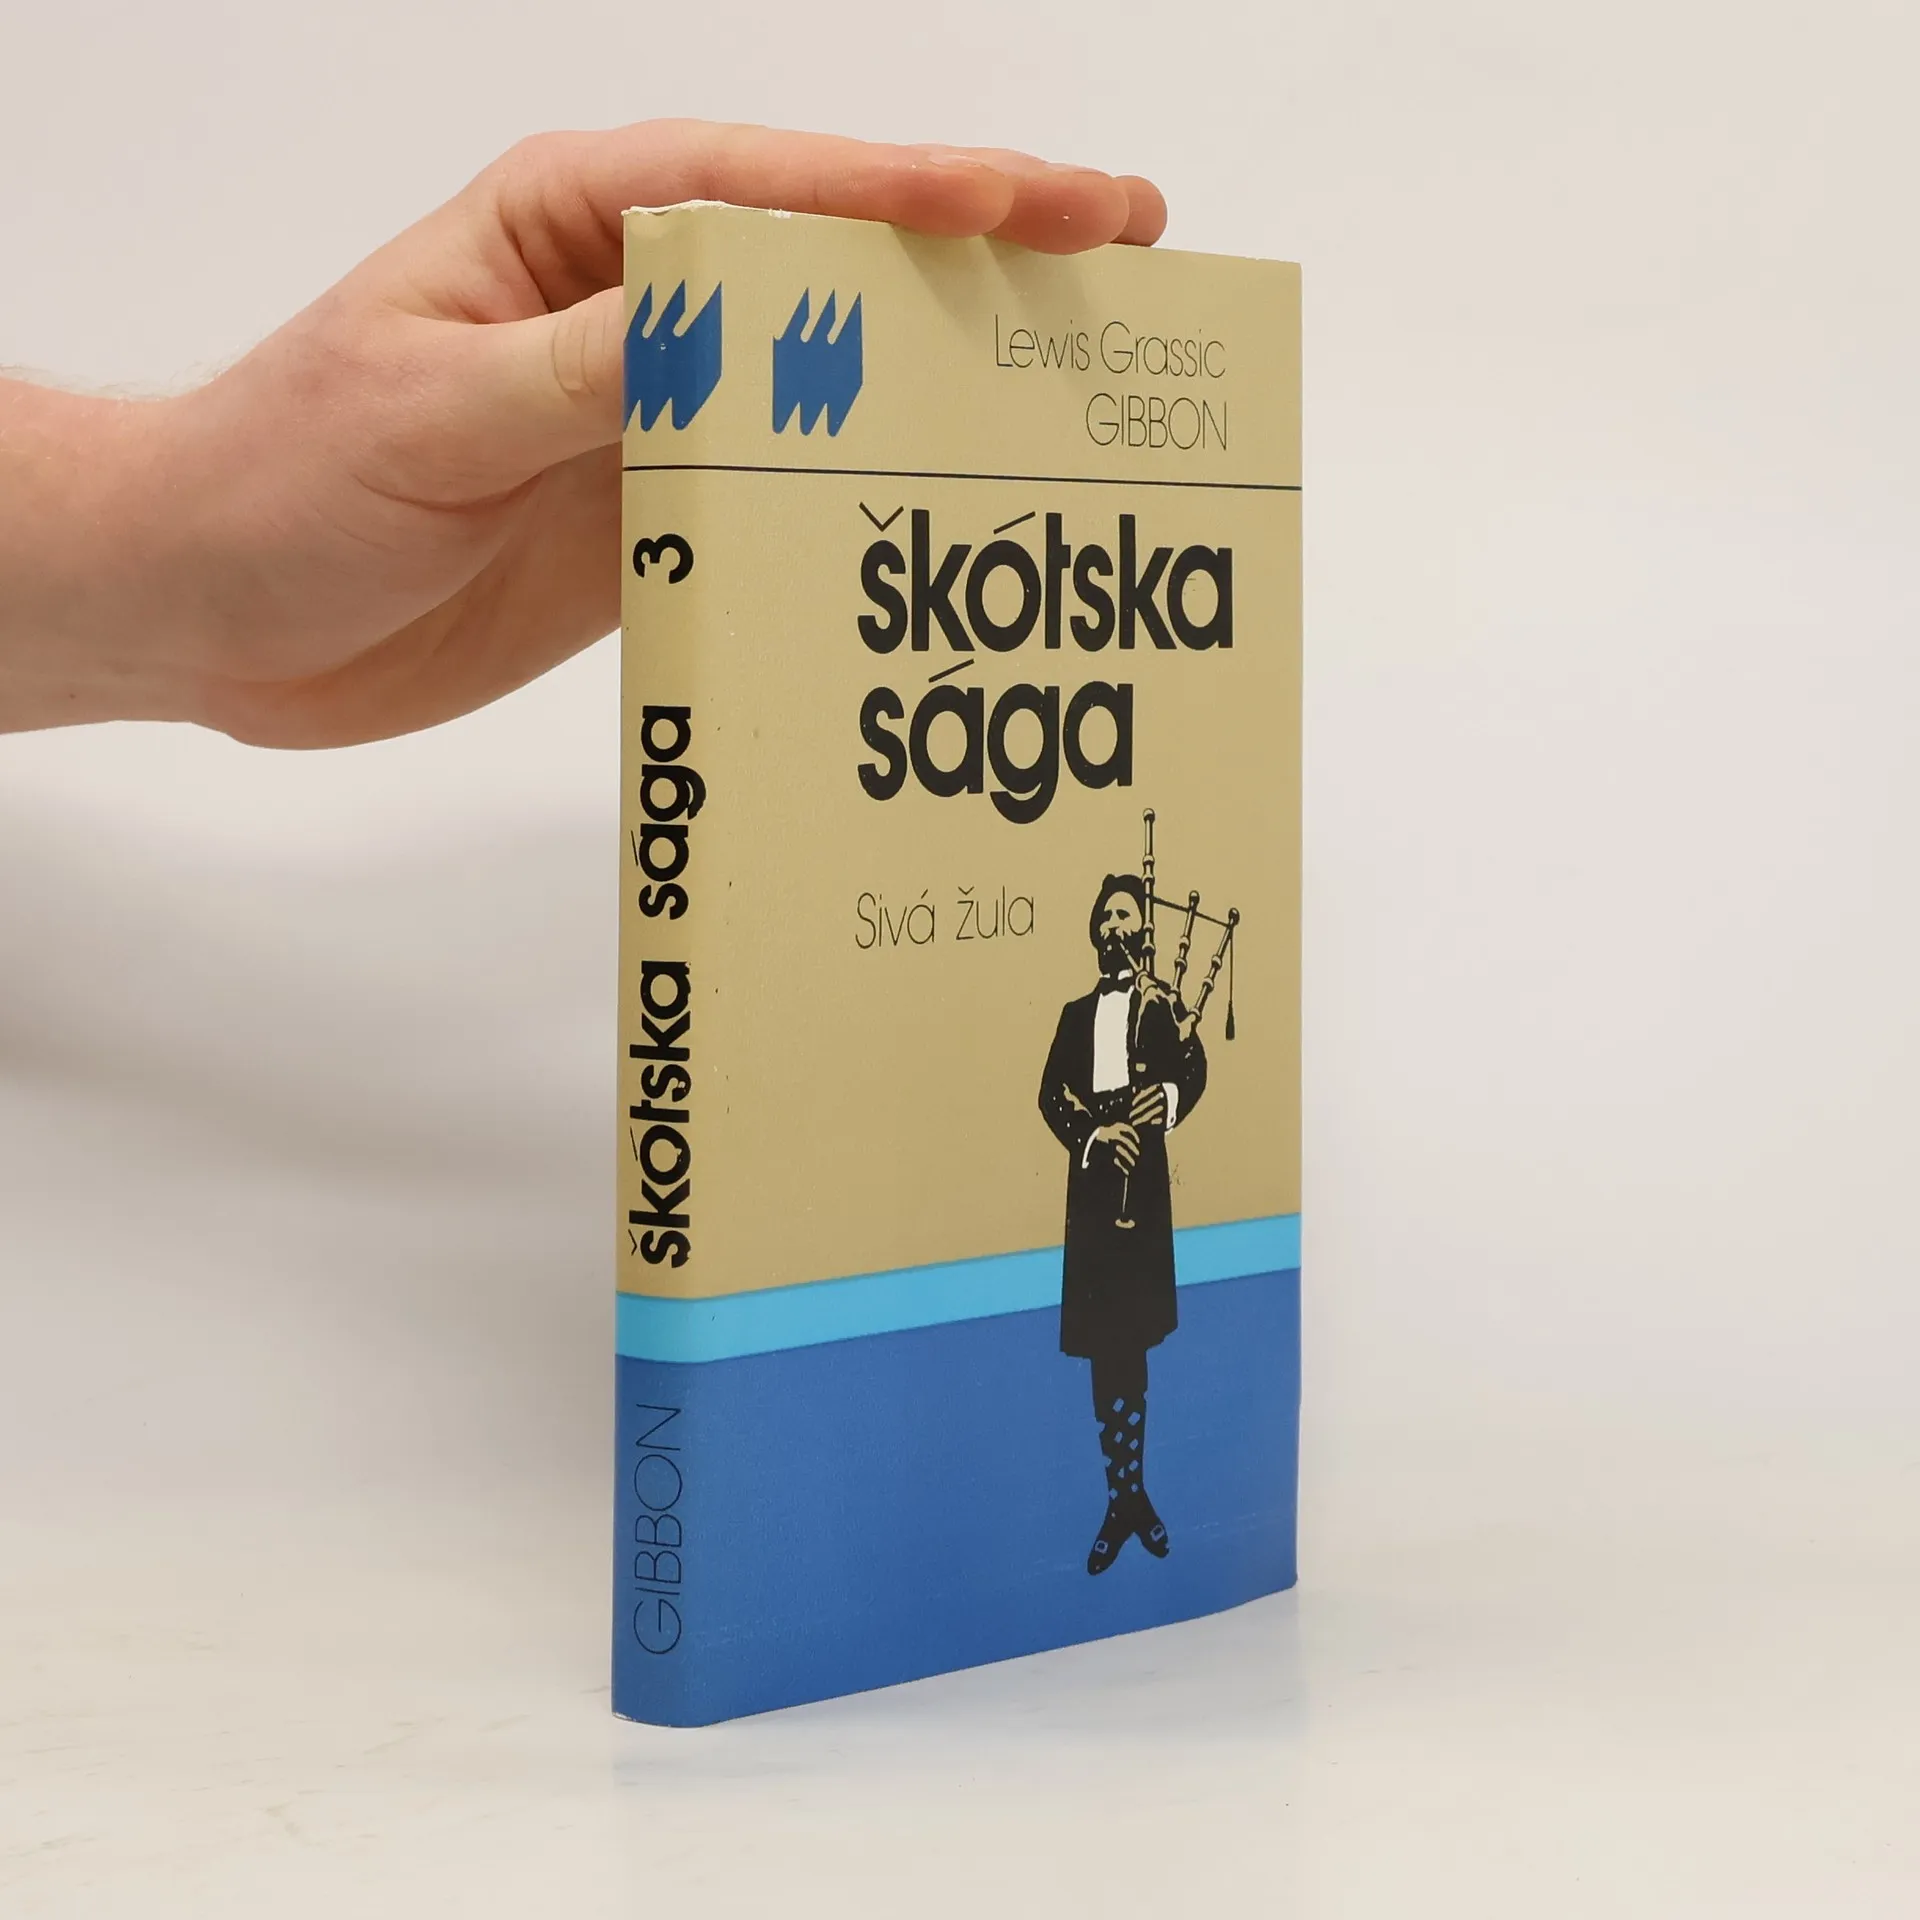 Lewis Grassic
GIBBON
škótska
sága
Sivá žula
škótska sága 3
GIBBON